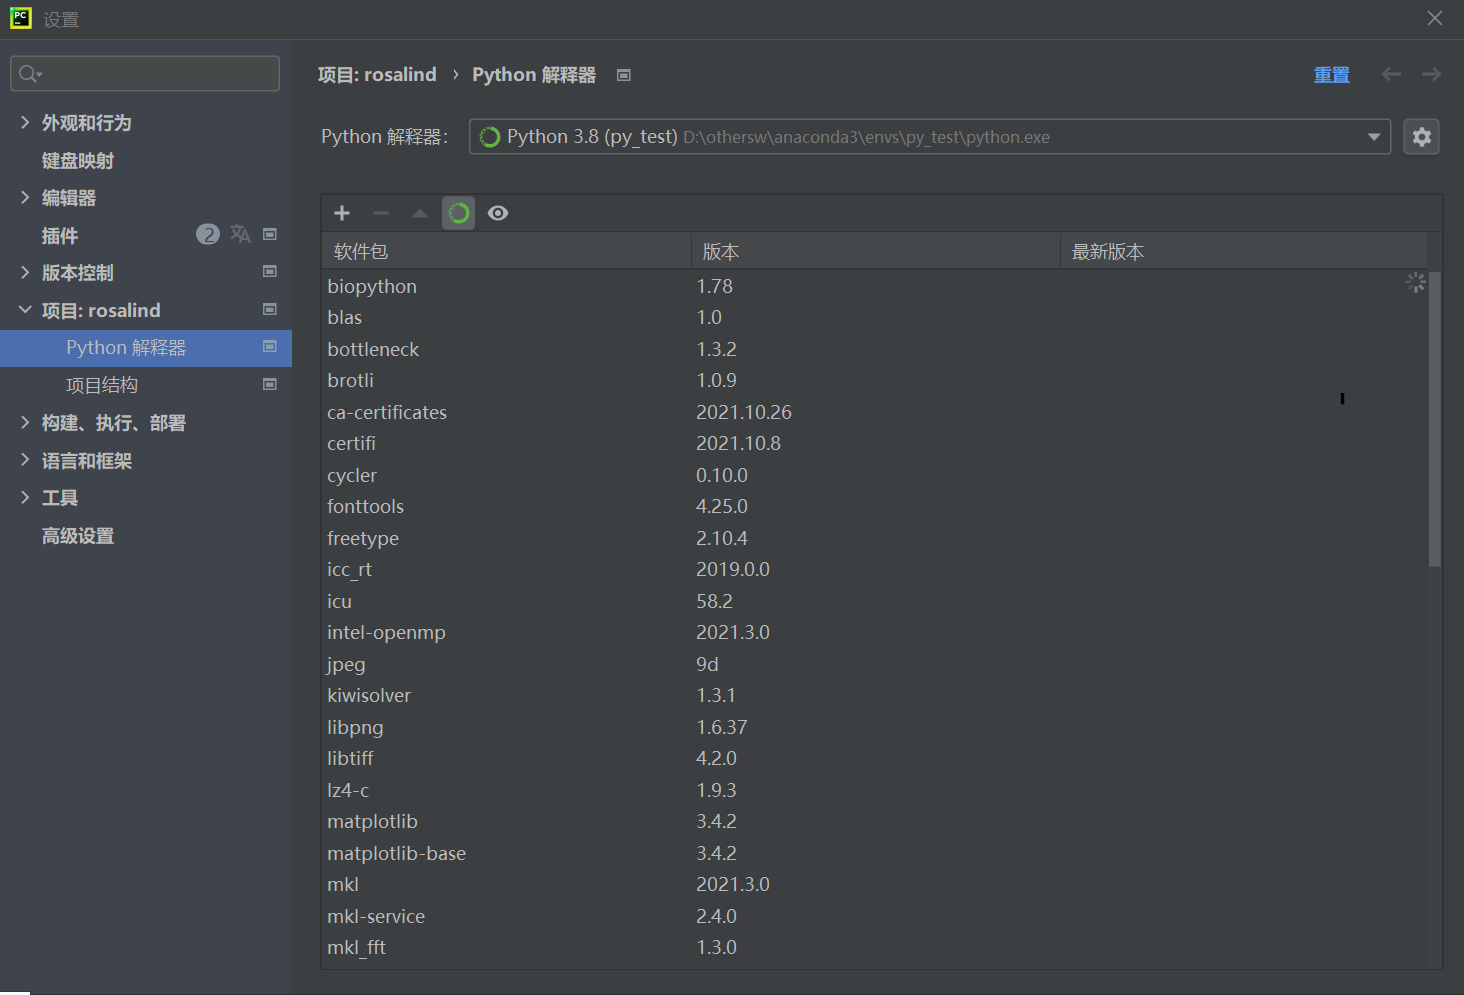 PC
设置
外观和行为
键盘映射
编辑器
插件 2
版本控制
项目: rosalind
Python 解释器
项目结构
构建、执行、部署
语言和框架
工具
高级设置
项目: rosalind › Python 解释器
重置
Python 解释器: Python 3.8 (py_test) D:\othersw\anaconda3\envs\py_test\python.exe
软件包 版本 最新版本
biopython 1.78
blas 1.0
bottleneck 1.3.2
brotli 1.0.9
ca-certificates 2021.10.26
certifi 2021.10.8
cycler 0.10.0
fonttools 4.25.0
freetype 2.10.4
icc_rt 2019.0.0
icu 58.2
intel-openmp 2021.3.0
jpeg 9d
kiwisolver 1.3.1
libpng 1.6.37
libtiff 4.2.0
lz4-c 1.9.3
matplotlib 3.4.2
matplotlib-base 3.4.2
mkl 2021.3.0
mkl-service 2.4.0
mkl_fft 1.3.0